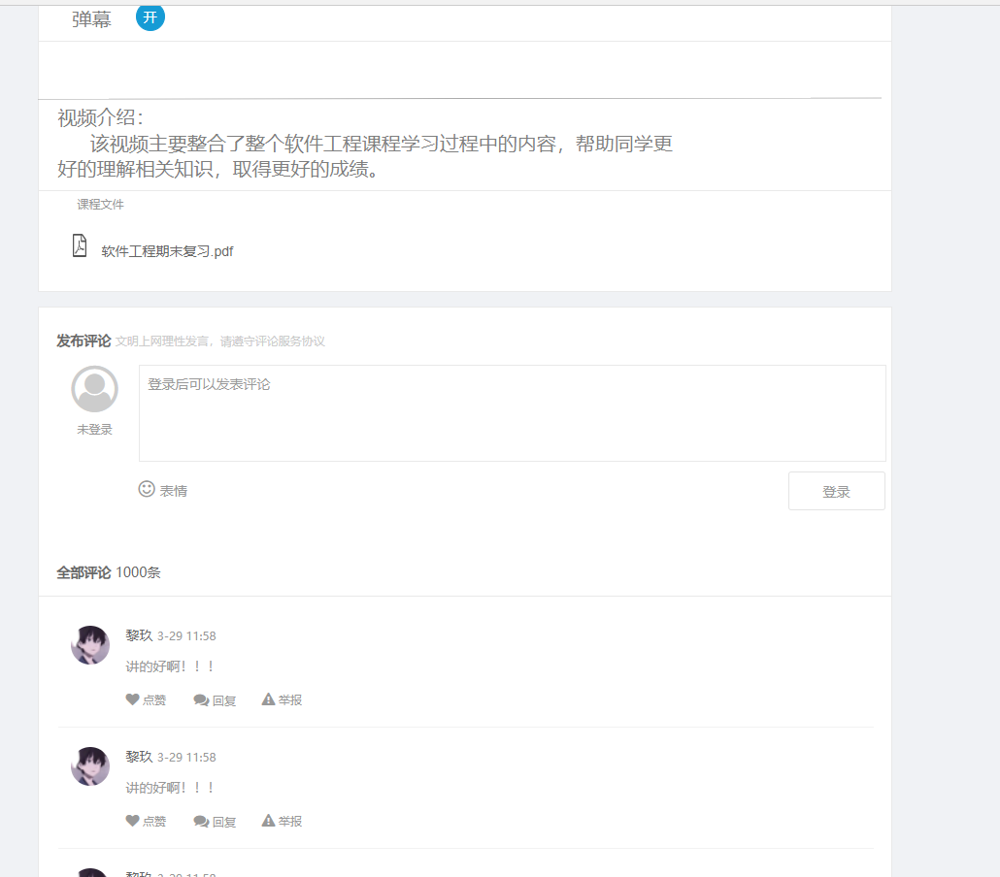 弹幕 开
视频介绍：
该视频主要整合了整个软件工程课程学习过程中的内容，帮助同学更
好的理解相关知识，取得更好的成绩。
课程文件
软件工程期末复习.pdf
发布评论 文明上网理性发言，请遵守评论服务协议
登录后可以发表评论
未登录
表情
登录
全部评论 1000条
黎玖 3-29 11:58
讲的好啊！！！
点赞 回复 举报
黎玖 3-29 11:58
讲的好啊！！！
点赞 回复 举报
黎玖 3-29 11:58